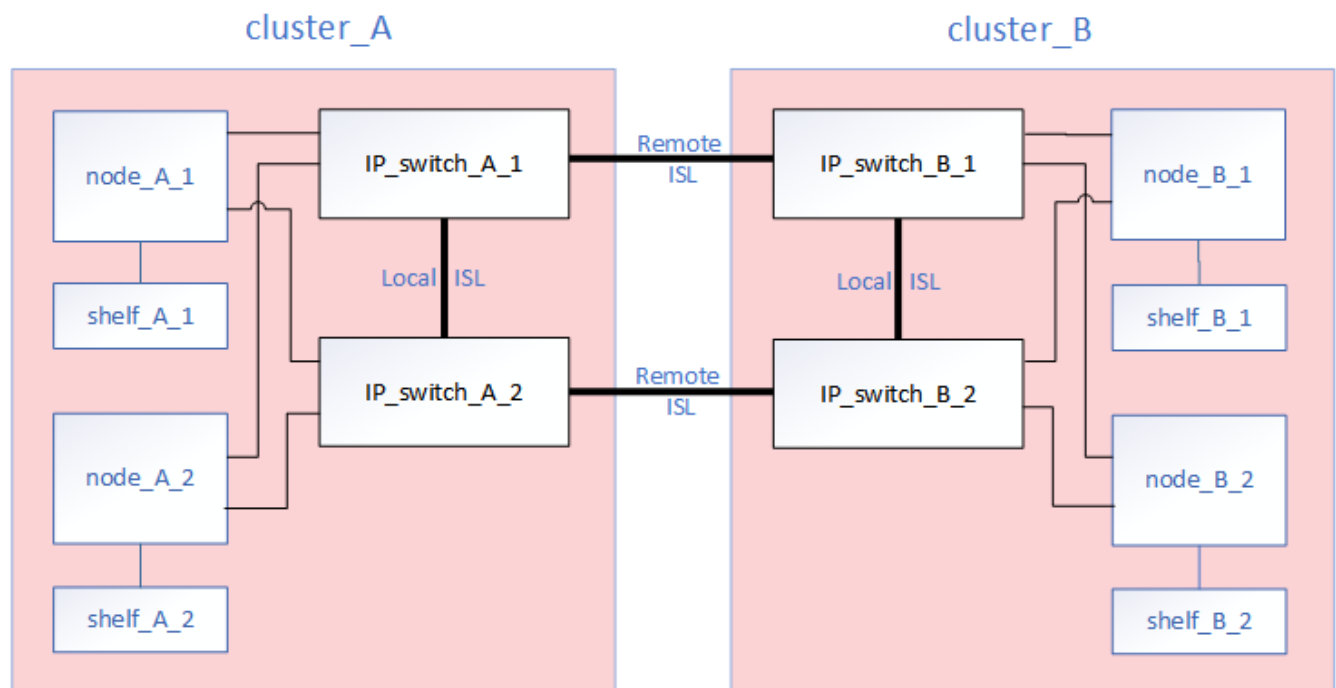 cluster_A
cluster_B
node_A_1
IP_switch_A_1
Remote
ISL
IP_switch_B_1
node_B_1
Local ISL
Local ISL
shelf_A_1
shelf_B_1
node_A_2
IP_switch_A_2
Remote
ISL
IP_switch_B_2
node_B_2
shelf_A_2
shelf_B_2